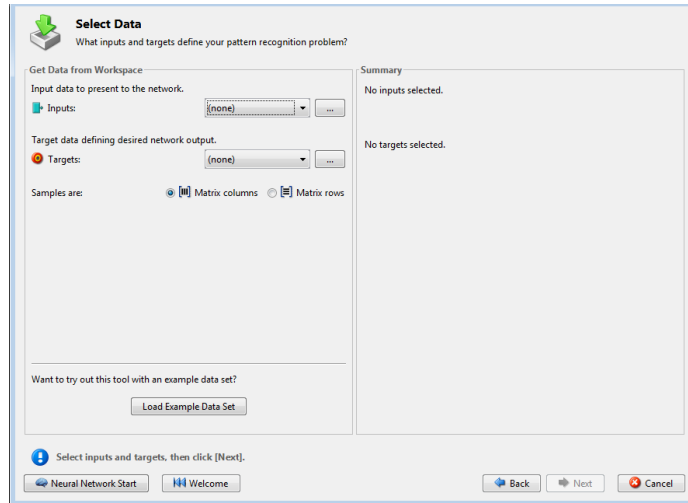 Select Data
What inputs and targets define your pattern recognition problem?
Get Data from Workspace
Input data to present to the network.
Inputs:
(none)
...
Target data defining desired network output.
Targets:
(none)
...
Samples are:
Matrix columns
Matrix rows
Want to try out this tool with an example data set?
Load Example Data Set
Summary
No inputs selected.
No targets selected.
Select inputs and targets, then click [Next].
Neural Network Start
Welcome
Back
Next
Cancel